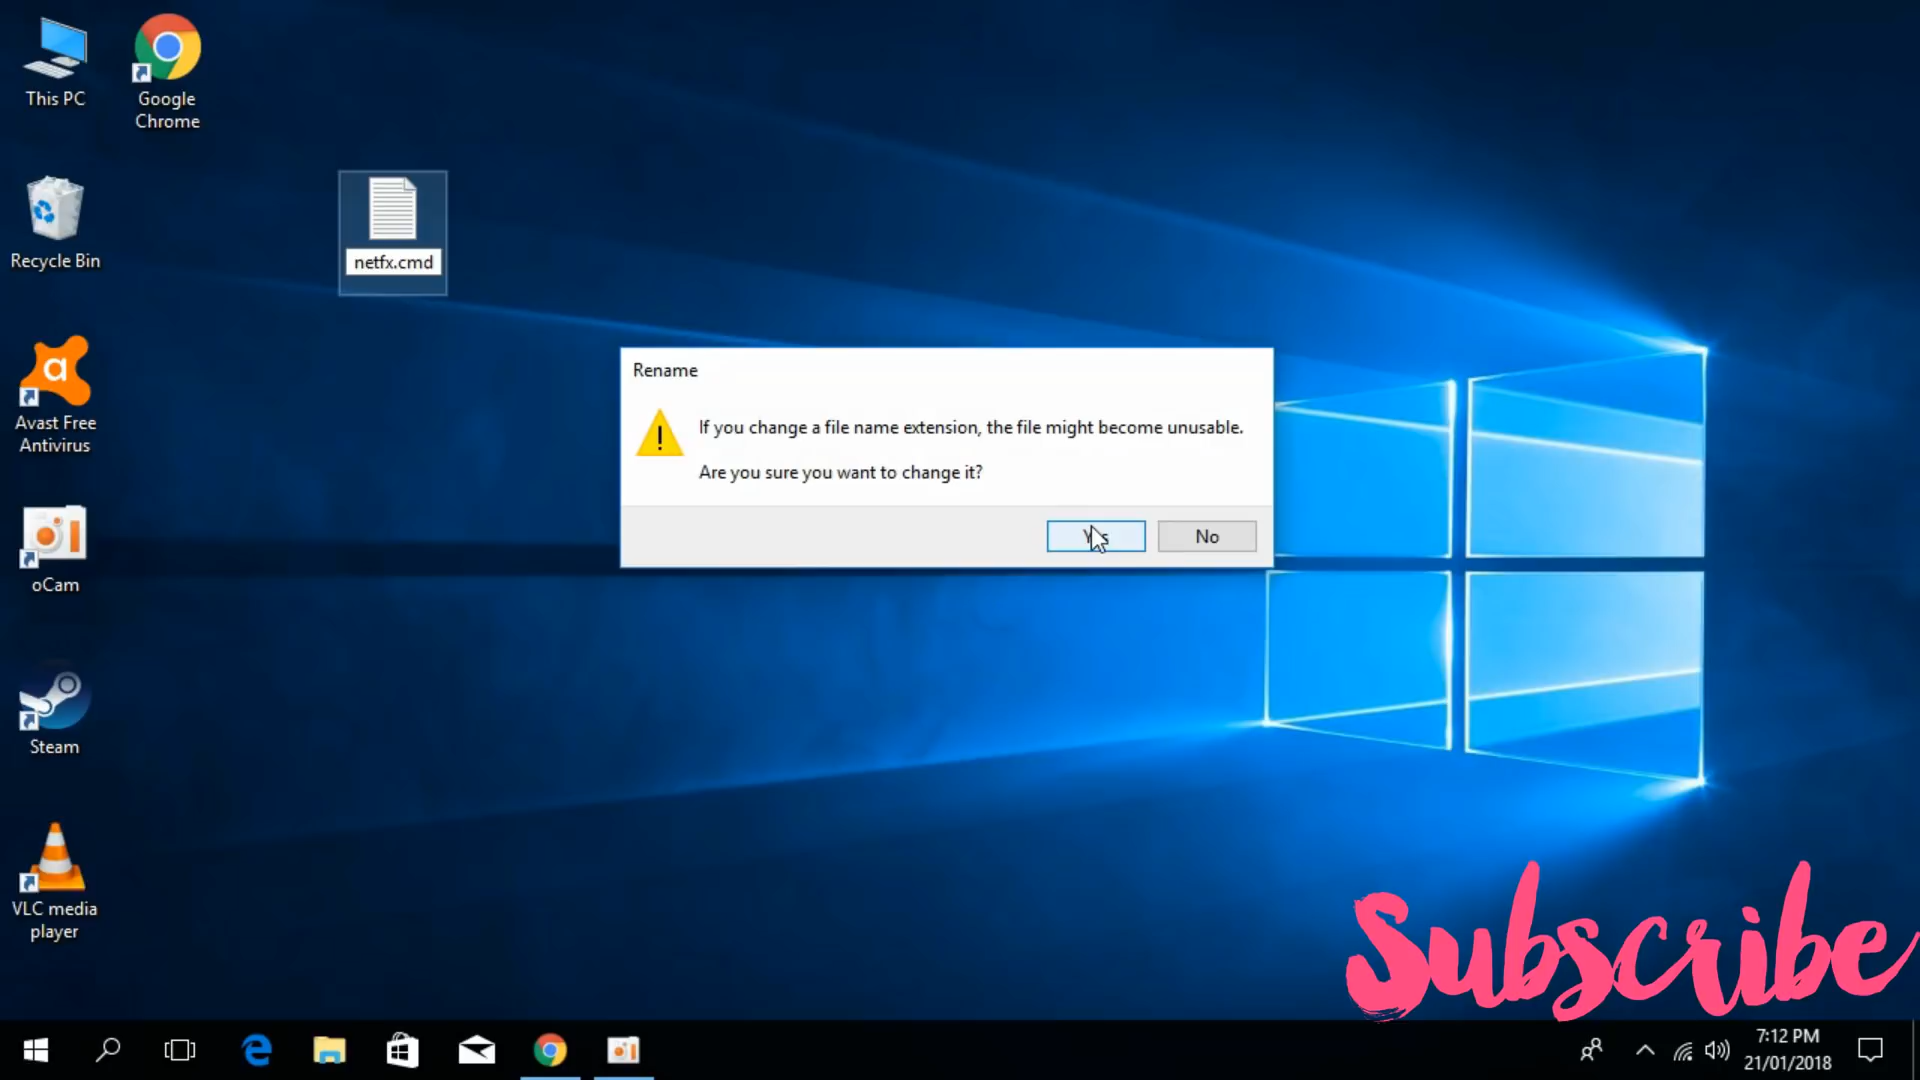 This PC
Google
Chrome
Recycle Bin
netfx.cmd
Avast Free
Antivirus
oCam
Steam
VLC media
player
Rename
If you change a file name extension, the file might become unusable.
Are you sure you want to change it?
Yes
No
Subscribe
7:12 PM
21/01/2018